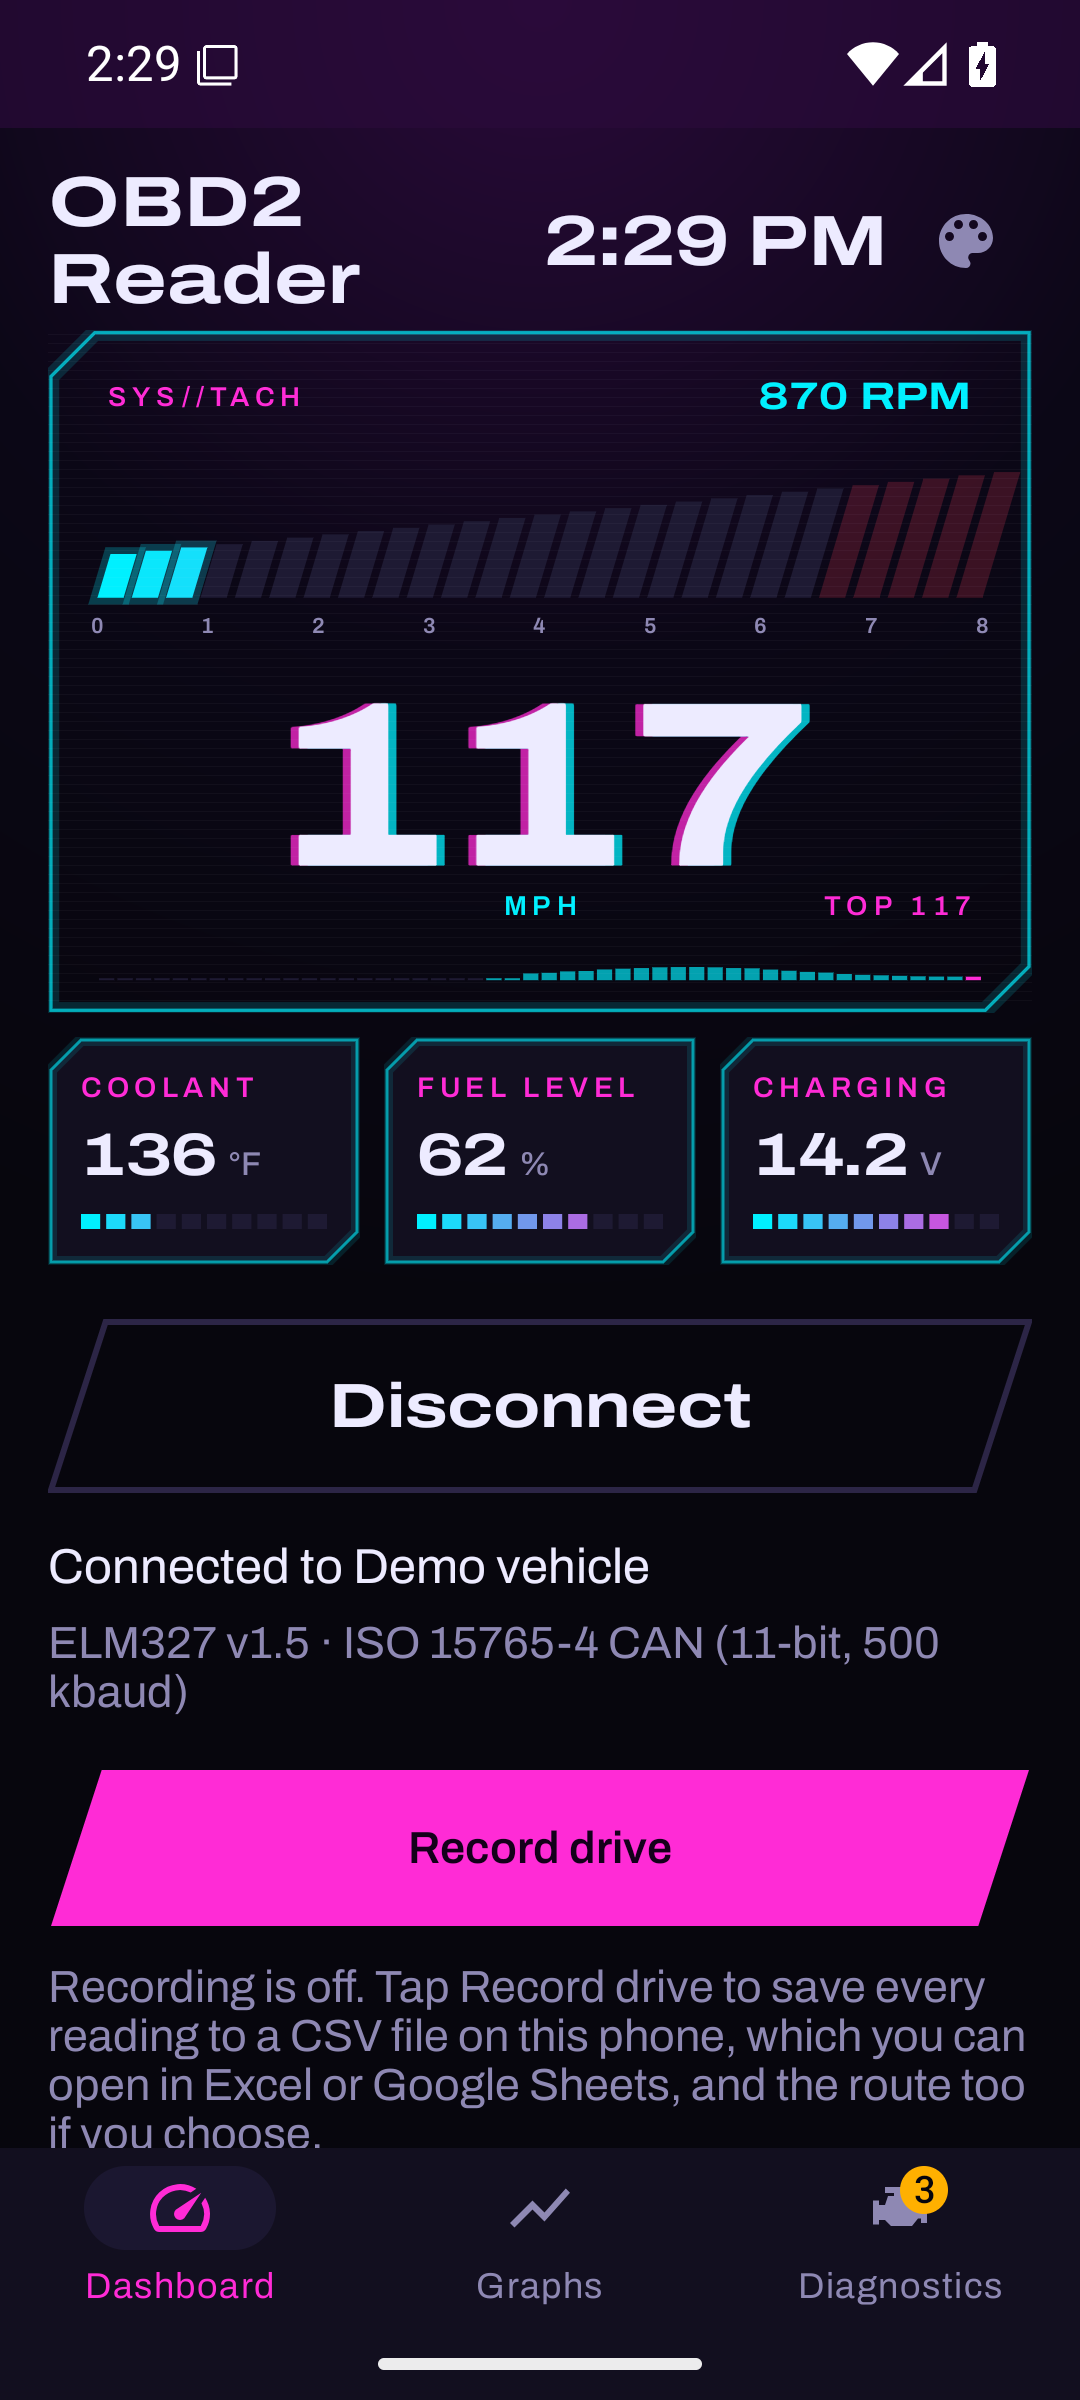 2:29
OBD2
Reader
2:29 PM
SYS//TACH
870 RPM
0 1 2 3 4 5 6 7 8
117
MPH
TOP 117
COOLANT
136 °F
FUEL LEVEL
62 %
CHARGING
14.2 V
Disconnect
Connected to Demo vehicle
ELM327 v1.5 · ISO 15765-4 CAN (11-bit, 500
kbaud)
Record drive
Recording is off. Tap Record drive to save every
reading to a CSV file on this phone, which you can
open in Excel or Google Sheets, and the route too
if you choose.
3
Dashboard
Graphs
Diagnostics